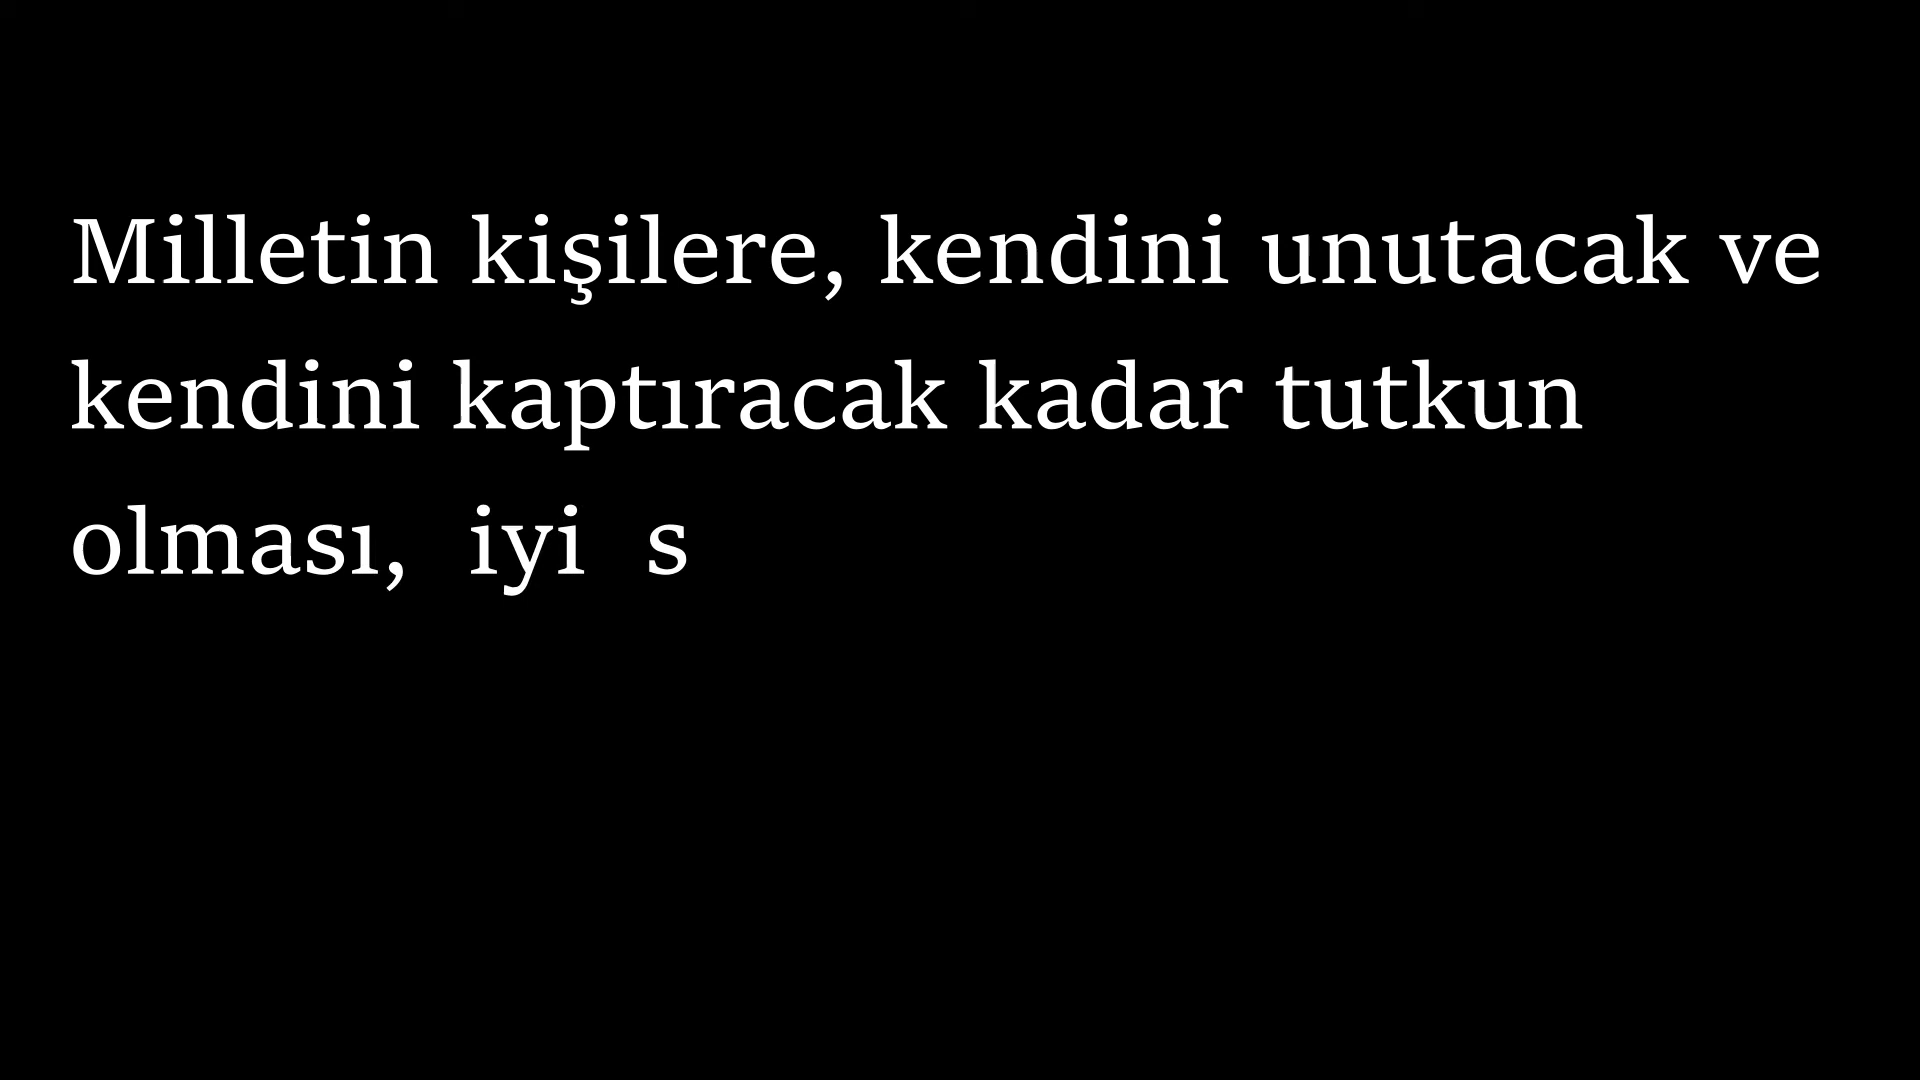 Milletin kişilere, kendini unutacak ve
kendini kaptıracak kadar tutkun
olması, iyi s